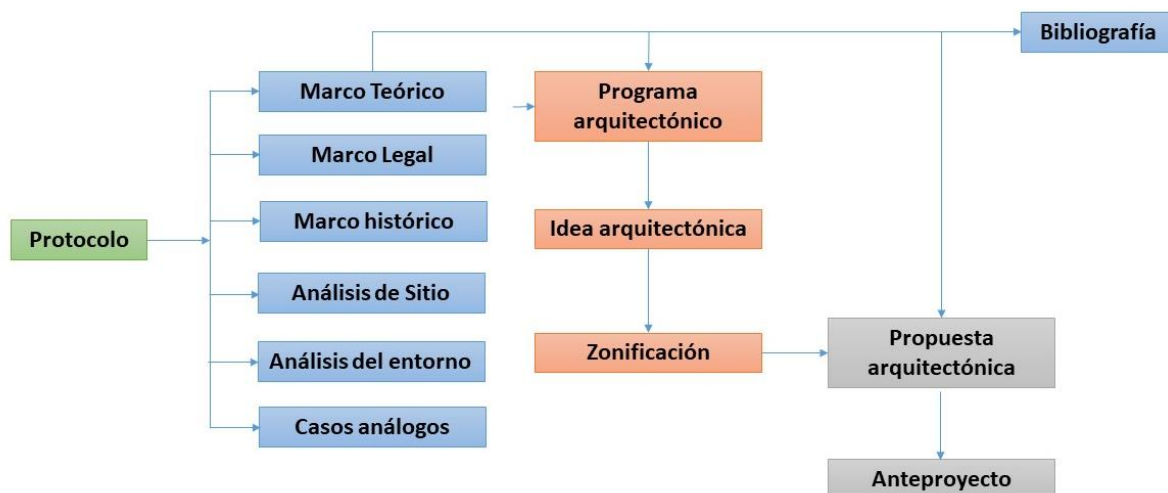 Bibliografía
Marco Teórico
Programa
arquitectónico
Marco Legal
Marco histórico
Idea arquitectónica
Protocolo
Análisis de Sitio
Análisis del entorno
Zonificación
Propuesta
arquitectónica
Casos análogos
Anteproyecto